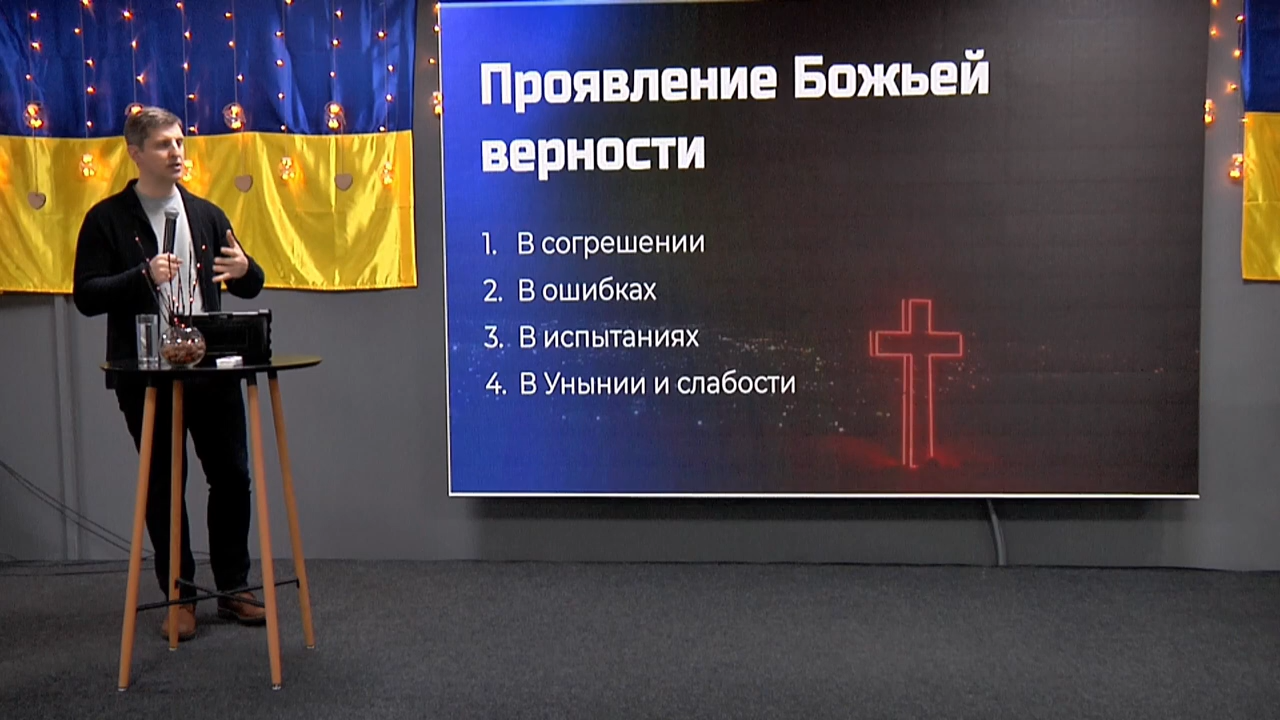 Проявление Божьей
верности
1. В согрешении
2. В ошибках
3. В испытаниях
4. В Унынии и слабости